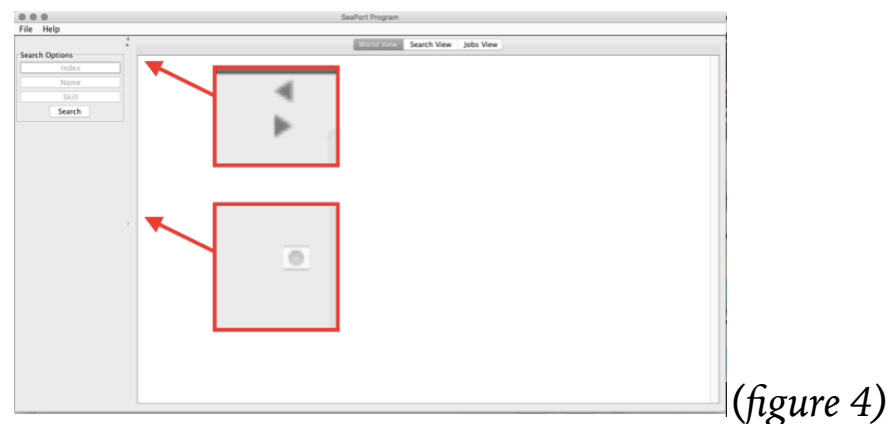 SeaPort Program
File Help
World View Search View Jobs View
Search Options
Index
Name
Skill
Search
(figure 4)